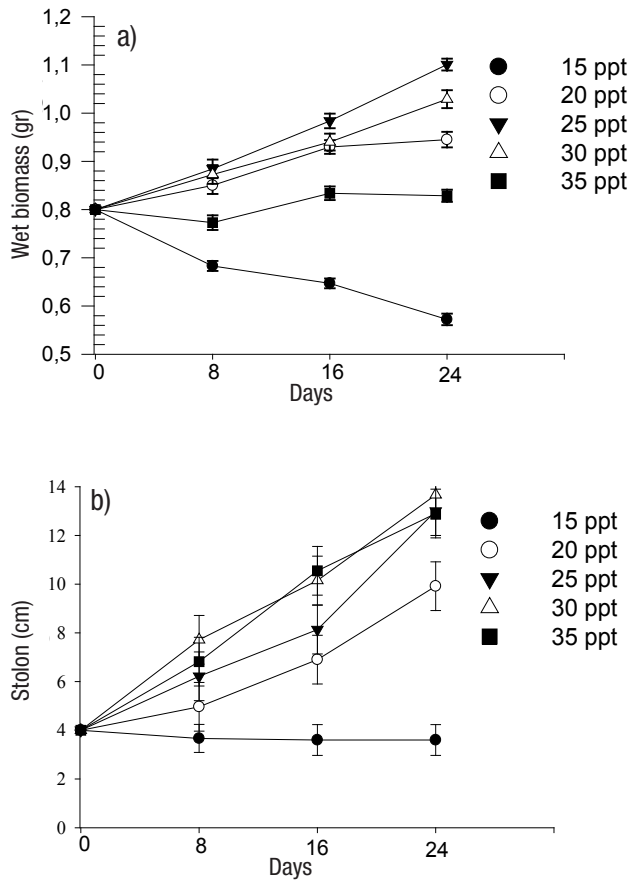 a)
Wet biomass (gr)
1,2
1,1
1,0
0,9
0,8
0,7
0,6
0,5
0 8 16 24
Days
15 ppt
20 ppt
25 ppt
30 ppt
35 ppt
b)
Stolon (cm)
14
12
10
8
6
4
2
0
0 8 16 24
Days
15 ppt
20 ppt
25 ppt
30 ppt
35 ppt